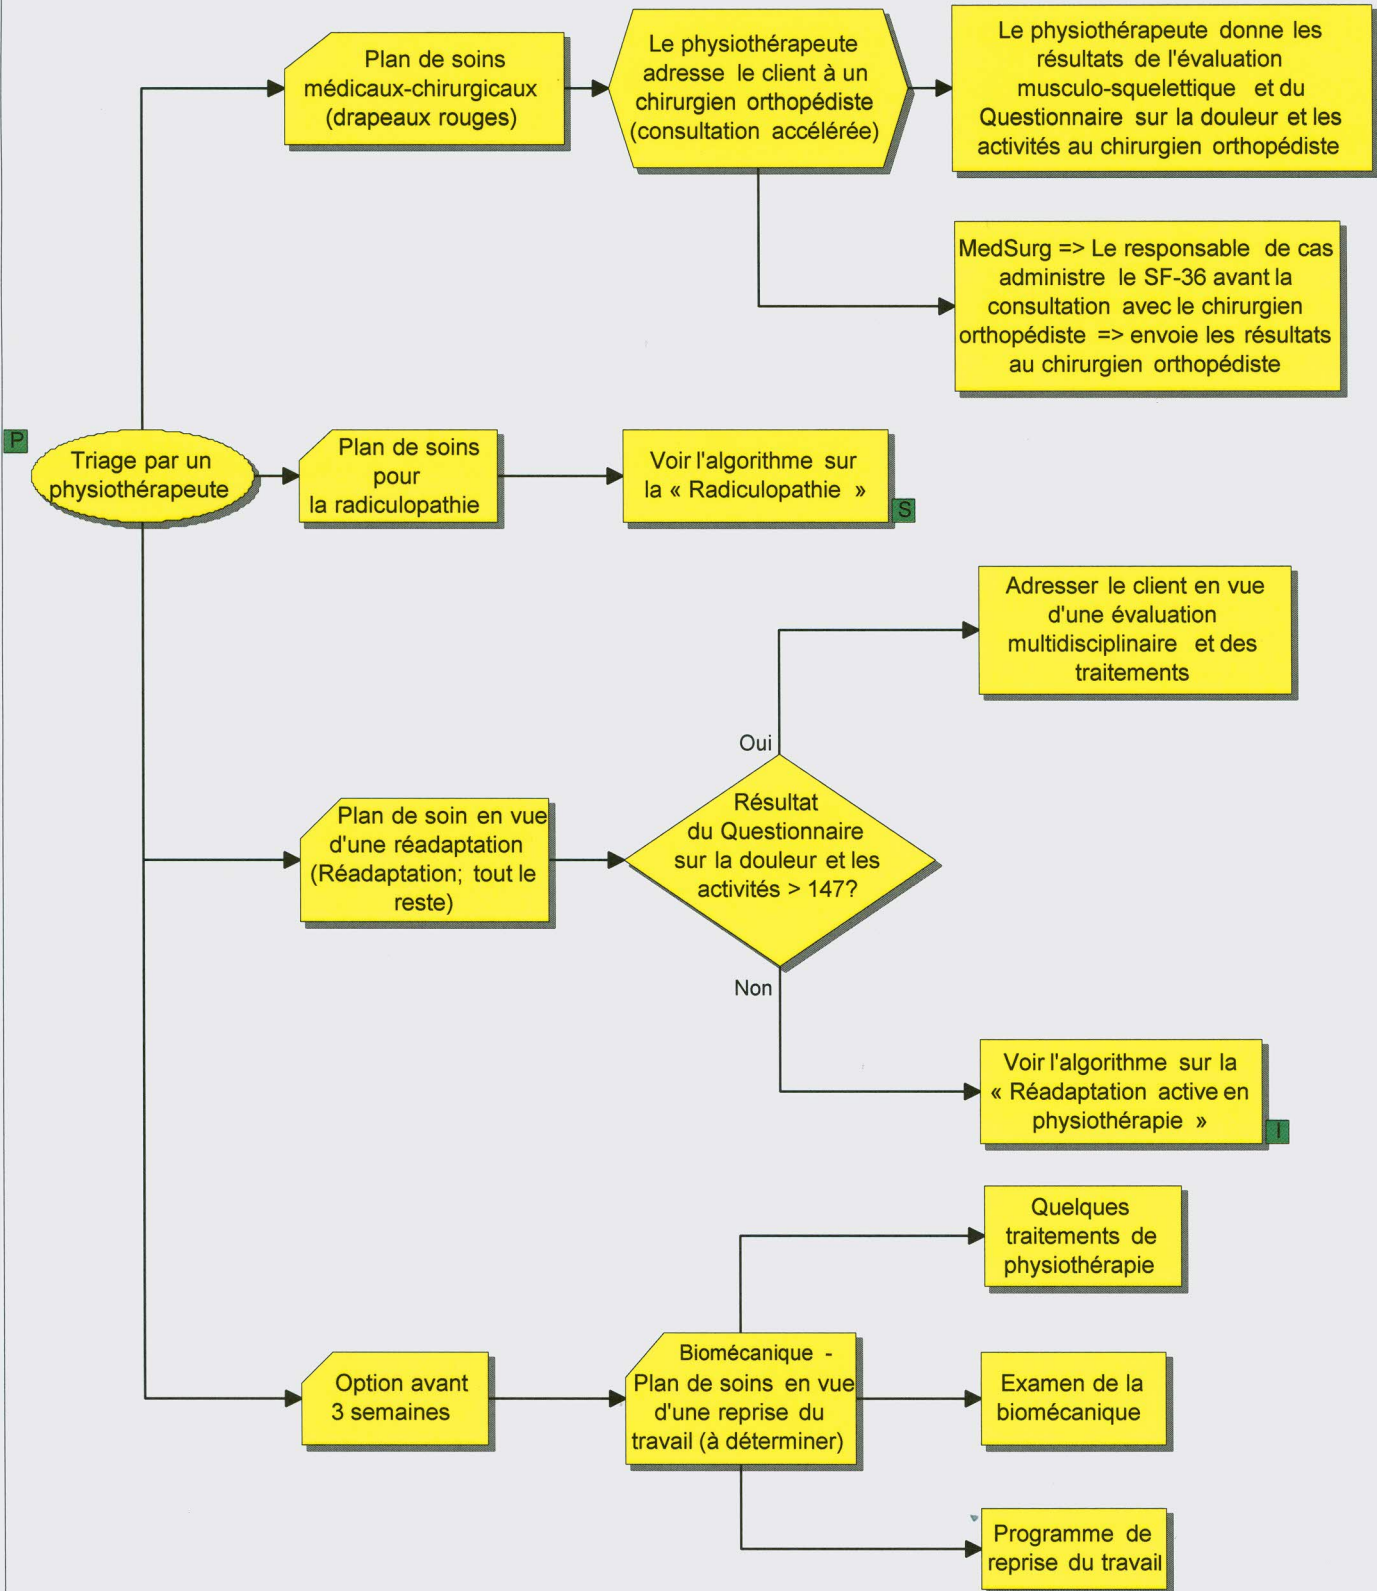 Plan de soins
médicaux-chirurgicaux
(drapeaux rouges)
Le physiothérapeute
adresse le client à un
chirurgien orthopédiste
(consultation accélérée)
Le physiothérapeute donne les
résultats de l'évaluation
musculo-squelettique et du
Questionnaire sur la douleur et les
activités au chirurgien orthopédiste
MedSurg => Le responsable de cas
administre le SF-36 avant la
consultation avec le chirurgien
orthopédiste => envoie les résultats
au chirurgien orthopédiste
P
Triage par un
physiothérapeute
Plan de soins
pour
la radiculopathie
Voir l'algorithme sur
la « Radiculopathie »
S
Adresser le client en vue
d'une évaluation
multidisciplinaire et des
traitements
Oui
Plan de soin en vue
d'une réadaptation
(Réadaptation; tout le
reste)
Résultat
du Questionnaire
sur la douleur et les
activités > 147?
Non
Voir l'algorithme sur la
« Réadaptation active en
physiothérapie »
I
Quelques
traitements de
physiothérapie
Option avant
3 semaines
Biomécanique -
Plan de soins en vue
d'une reprise du
travail (à déterminer)
Examen de la
biomécanique
Programme de
reprise du travail